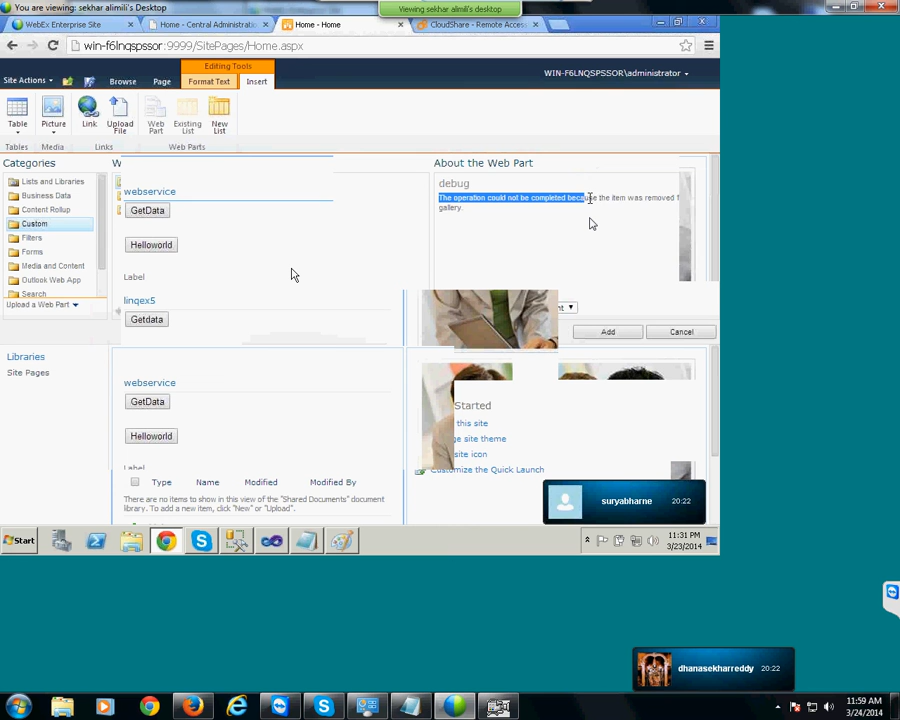 You are viewing: sekhar alimili's Desktop
Viewing sekhar alimili's desktop
WebEx Enterprise Site
Home - Central Administrati
Home - Home
CloudShare - Remote Acces
win-f6lnqspssor:9999/SitePages/Home.aspx
Editing Tools
Site Actions
Browse
Page
Format Text
Insert
WIN-F6LNQSPSSOR\administrator
Table
Picture
Link
Upload File
Web Part
Existing List
New List
Tables
Media
Links
Web Parts
Categories
W
About the Web Part
Lists and Libraries
Business Data
Content Rollup
Custom
Filters
Forms
Media and Content
Outlook Web App
Search
Upload a Web Part
webservice
GetData
Helloworld
Label
linqex5
Getdata
debug
The operation could not be completed because the item was removed f
gallery.
Add
Cancel
Libraries
Site Pages
webservice
GetData
Helloworld
Label
Type
Name
Modified
Modified By
There are no items to show in this view of the "Shared Documents" document
library. To add a new item, click "New" or "Upload".
Started
this site
ge site theme
site icon
Customize the Quick Launch
suryabharne
20:22
Start
11:31 PM
3/23/2014
dhanasekharreddy
20:22
11:59 AM
3/24/2014